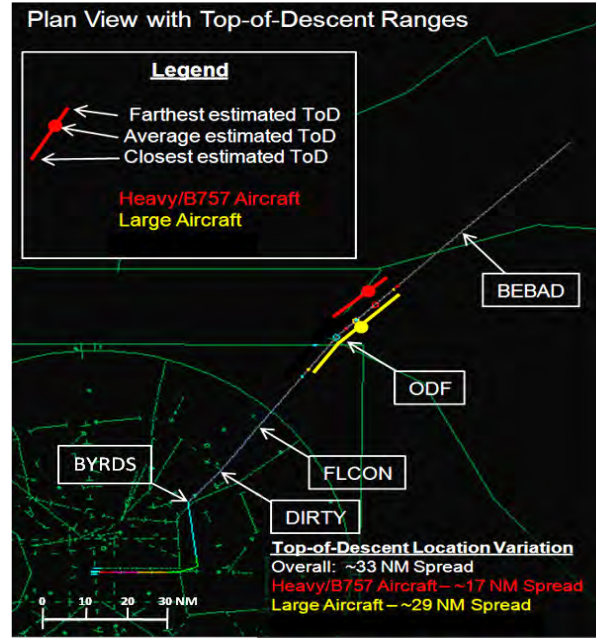 Plan View with Top-of-Descent Ranges
Legend
Farthest estimated ToD
Average estimated ToD
Closest estimated ToD
Heavy/B757 Aircraft
Large Aircraft
BEBAD
ODF
BYRDS
FLCON
DIRTY
Top-of-Descent Location Variation
Overall: ~33 NM Spread
Heavy/B757 Aircraft – ~17 NM Spread
Large Aircraft – ~29 NM Spread
0 10 20 30 NM